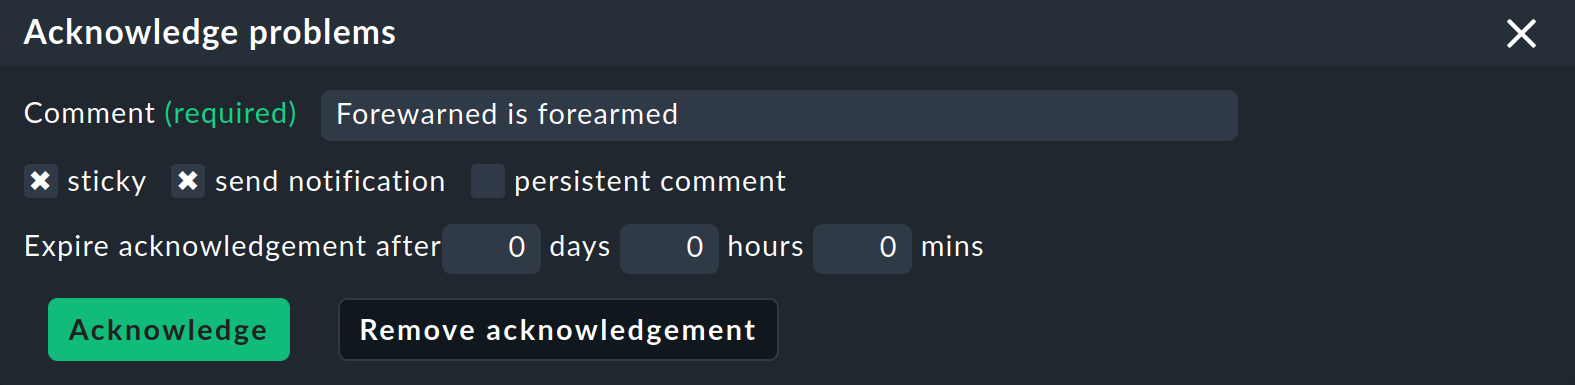 Acknowledge problems
Comment (required) Forewarned is forearmed
sticky send notification persistent comment
Expire acknowledgement after 0 days 0 hours 0 mins
Acknowledge Remove acknowledgement